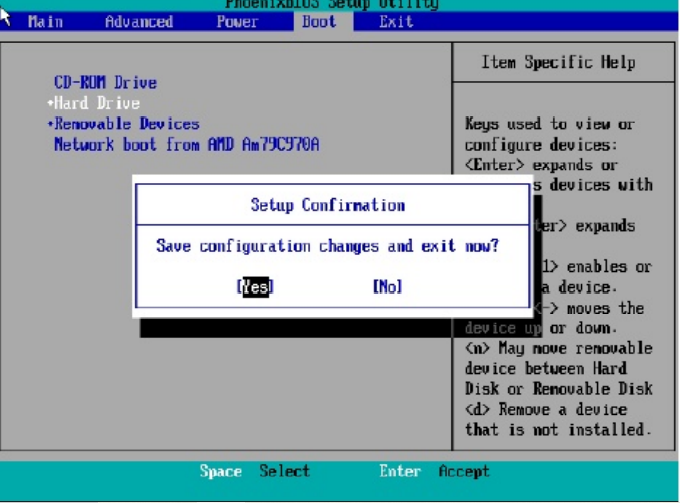 PhoenixBIOS Setup Utility
Main Advanced Power Boot Exit
Item Specific Help
CD-ROM Drive
+Hard Drive
+Removable Devices
Network boot from AMD Am79C970A
Keys used to view or
configure devices:
<Enter> expands or
s devices with
ter> expands
1> enables or
a device.
<-> moves the
device up or down.
<n> May move removable
device between Hard
Disk or Removable Disk
<d> Remove a device
that is not installed.
Setup Confirmation
Save configuration changes and exit now?
[Yes] [No]
Space Select Enter Accept